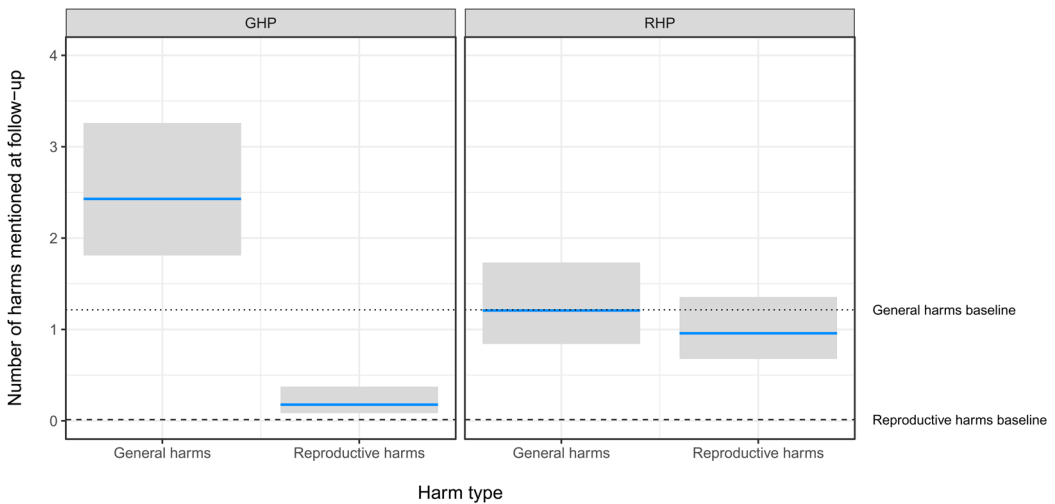 GHP
RHP
Number of harms mentioned at follow−up
4
3
2
1
0
General harms baseline
Reproductive harms baseline
General harms
Reproductive harms
General harms
Reproductive harms
Harm type